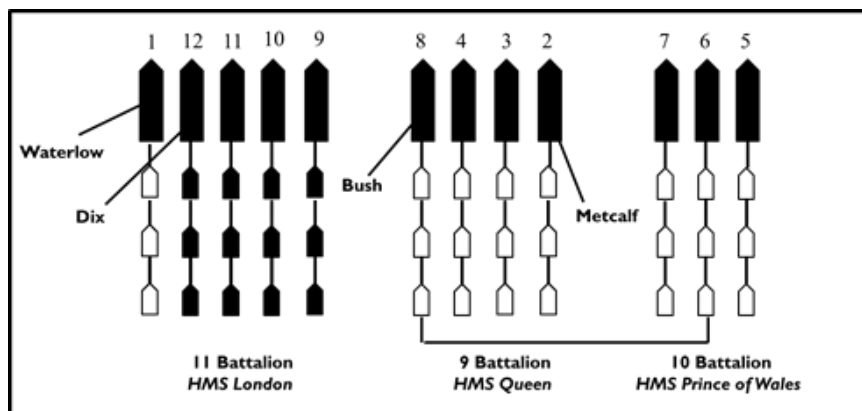 1 12 11 10 9 8 4 3 2 7 6 5
Waterlow
Dix
Bush
Metcalf
11 Battalion
HMS London
9 Battalion
HMS Queen
10 Battalion
HMS Prince of Wales